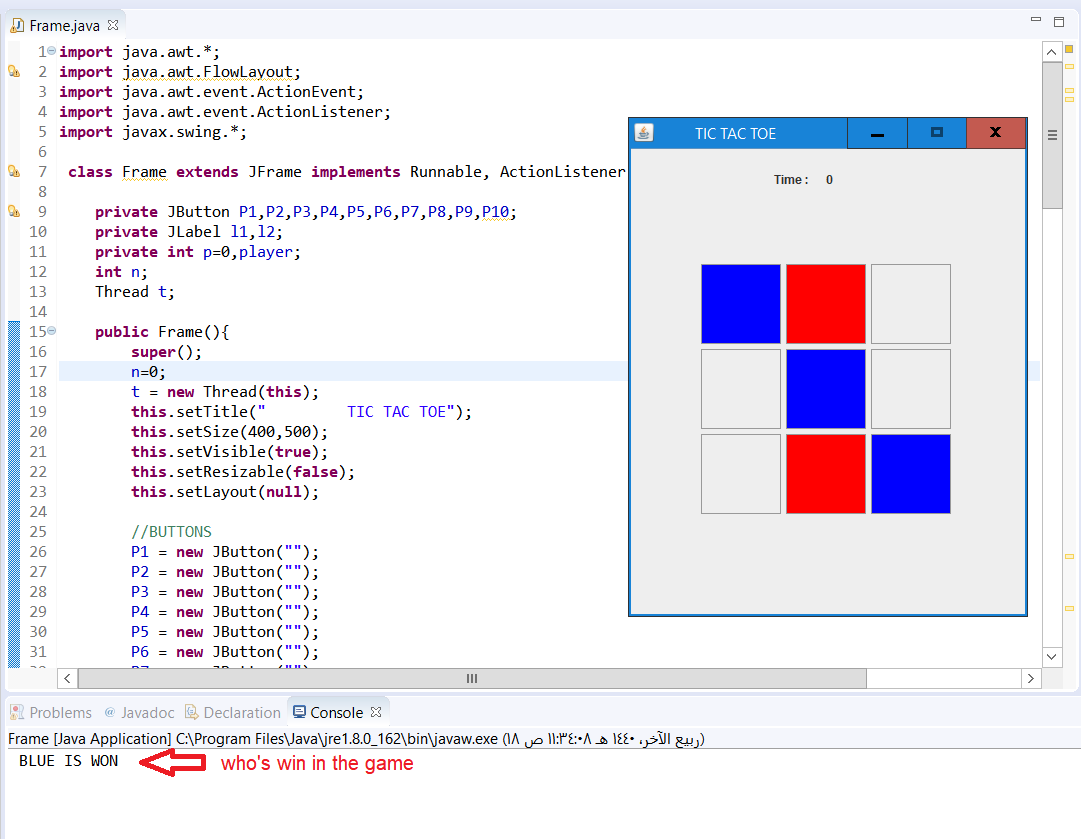 Frame.java
1 import java.awt.*;
2 import java.awt.FlowLayout;
3 import java.awt.event.ActionEvent;
4 import java.awt.event.ActionListener;
5 import javax.swing.*;
6
7 class Frame extends JFrame implements Runnable, ActionListener
8
9 private JButton P1,P2,P3,P4,P5,P6,P7,P8,P9,P10;
10 private JLabel l1,l2;
11 private int p=0,player;
12 int n;
13 Thread t;
14
15 public Frame(){
16 super();
17 n=0;
18 t = new Thread(this);
19 this.setTitle("         TIC TAC TOE");
20 this.setSize(400,500);
21 this.setVisible(true);
22 this.setResizable(false);
23 this.setLayout(null);
24
25 //BUTTONS
26 P1 = new JButton("");
27 P2 = new JButton("");
28 P3 = new JButton("");
29 P4 = new JButton("");
30 P5 = new JButton("");
31 P6 = new JButton("");
TIC TAC TOE
Time : 0
Problems @ Javadoc Declaration Console
Frame [Java Application] C:\Program Files\Java\jre1.8.0_162\bin\javaw.exe (١٨ ربيع الآخر، ١٤٤٠ هـ ١١:٣٤:٠٨ ص)
BLUE IS WON
who's win in the game